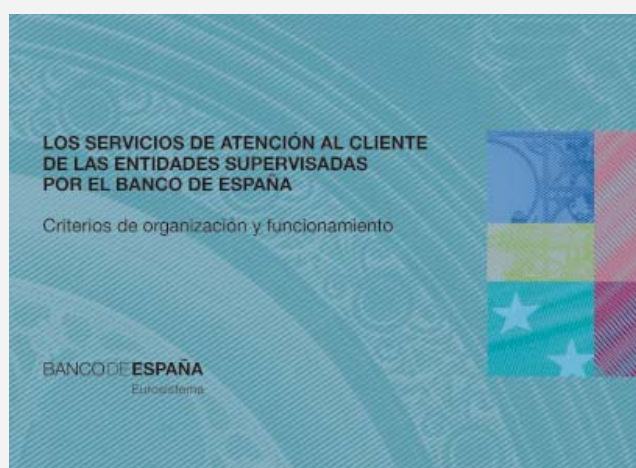 LOS SERVICIOS DE ATENCIÓN AL CLIENTE
DE LAS ENTIDADES SUPERVISADAS
POR EL BANCO DE ESPAÑA
Criterios de organización y funcionamiento
BANCODEESPAÑA
Eurosistema